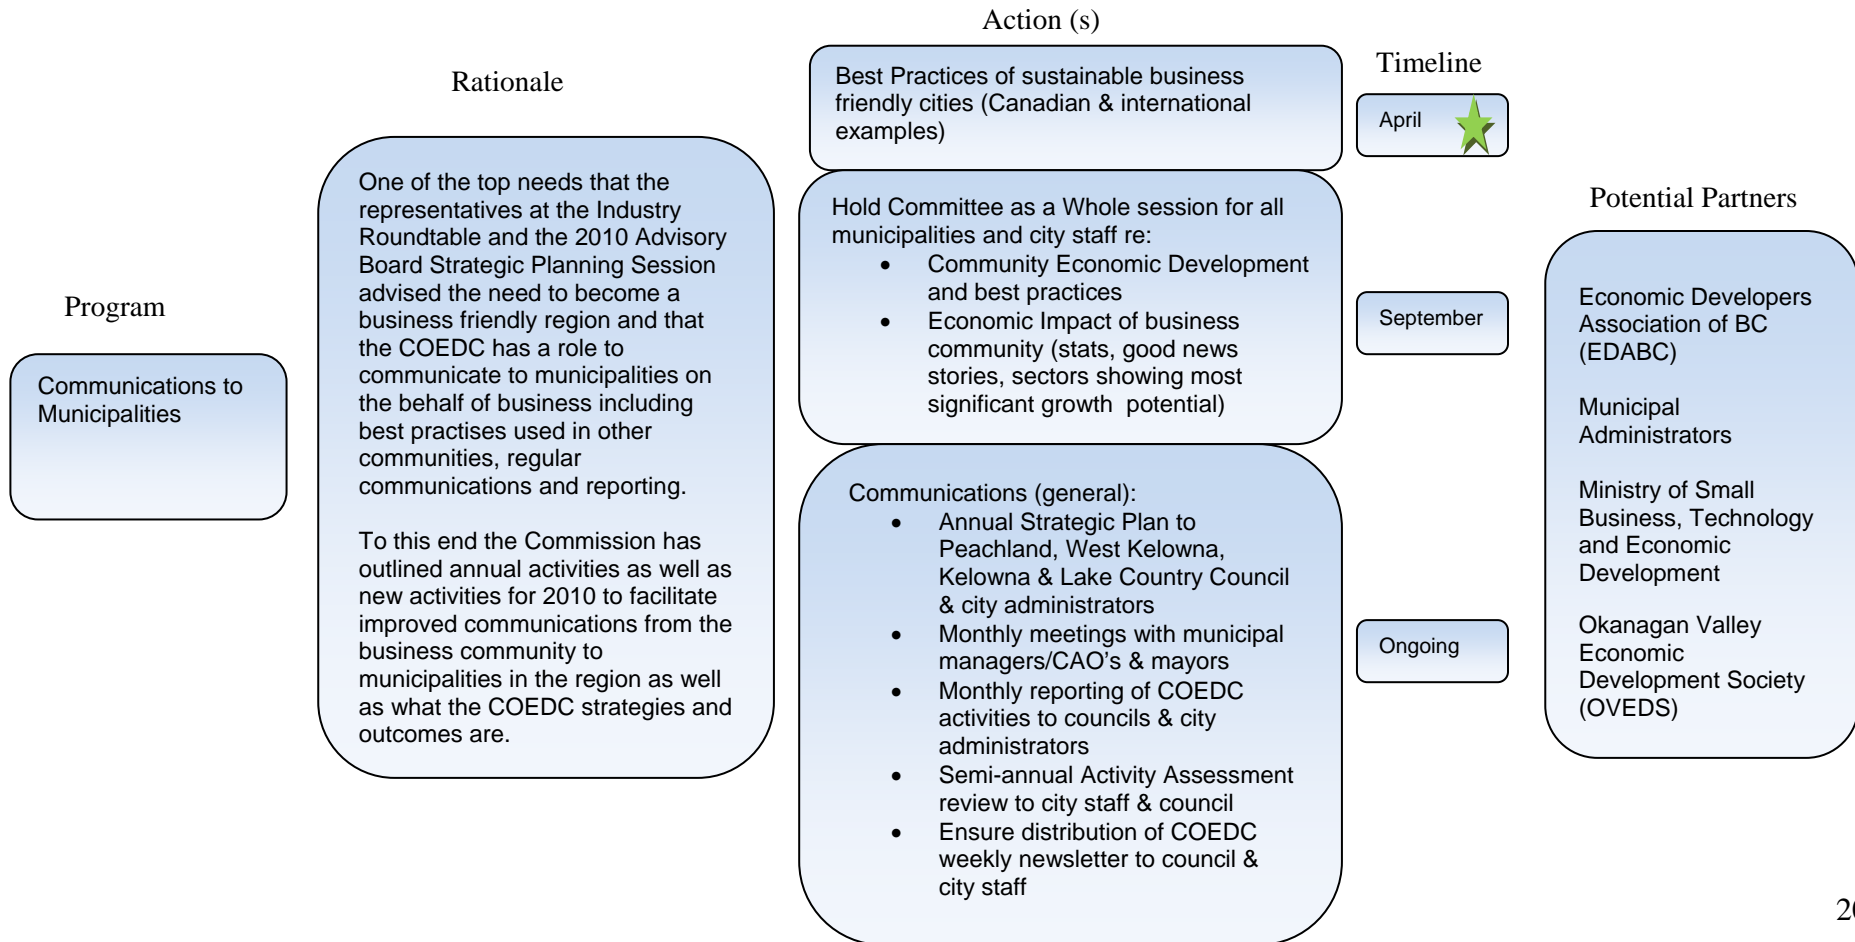 Program
Communications to
Municipalities
Rationale
One of the top needs that the
representatives at the Industry
Roundtable and the 2010 Advisory
Board Strategic Planning Session
advised the need to become a
business friendly region and that
the COEDC has a role to
communicate to municipalities on
the behalf of business including
best practises used in other
communities, regular
communications and reporting.
To this end the Commission has
outlined annual activities as well as
new activities for 2010 to facilitate
improved communications from the
business community to
municipalities in the region as well
as what the COEDC strategies and
outcomes are.
Action (s)
Best Practices of sustainable business
friendly cities (Canadian & international
examples)
Hold Committee as a Whole session for all
municipalities and city staff re:
• Community Economic Development
and best practices
• Economic Impact of business
community (stats, good news
stories, sectors showing most
significant growth potential)
Communications (general):
• Annual Strategic Plan to
Peachland, West Kelowna,
Kelowna & Lake Country Council
& city administrators
• Monthly meetings with municipal
managers/CAO's & mayors
• Monthly reporting of COEDC
activities to councils & city
administrators
• Semi-annual Activity Assessment
review to city staff & council
• Ensure distribution of COEDC
weekly newsletter to council &
city staff
Timeline
April
September
Ongoing
Potential Partners
Economic Developers
Association of BC
(EDABC)
Municipal
Administrators
Ministry of Small
Business, Technology
and Economic
Development
Okanagan Valley
Economic
Development Society
(OVEDS)